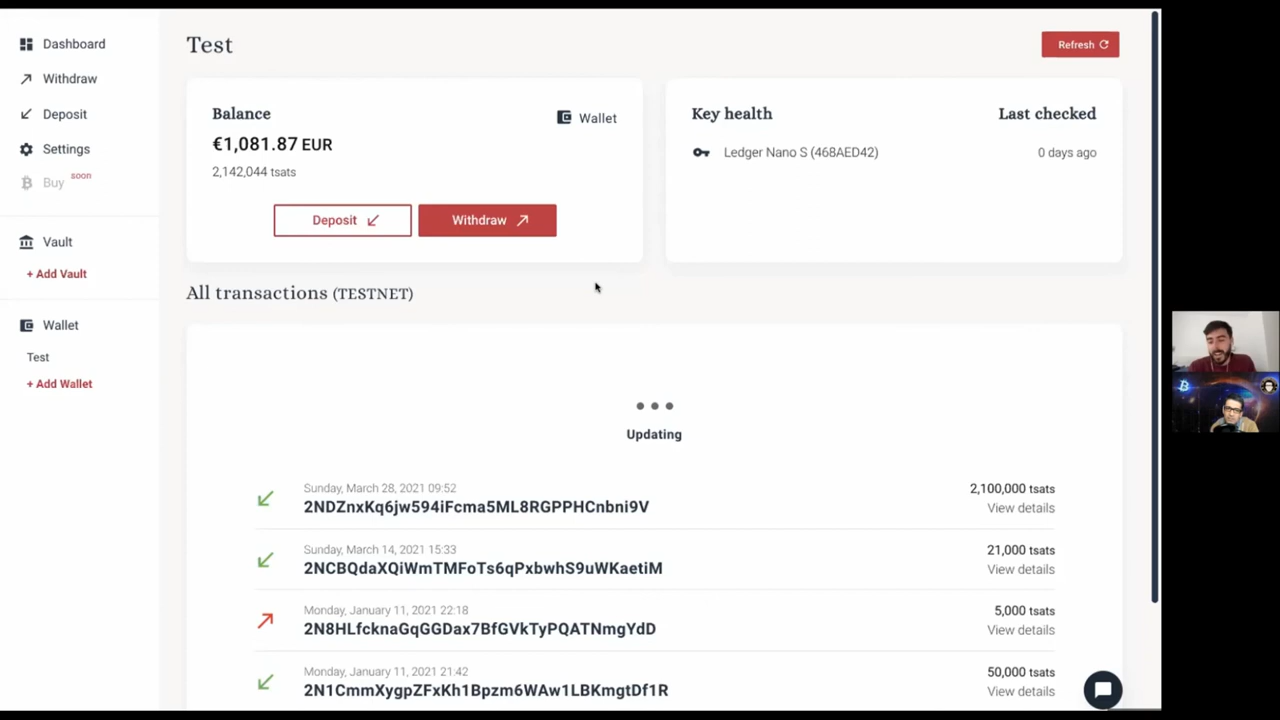 Dashboard
Withdraw
Deposit
Settings
Buy soon
Vault
+ Add Vault
Wallet
Test
+ Add Wallet
Test
Refresh
Balance
Wallet
€1,081.87 EUR
2,142,044 tsats
Deposit
Withdraw
Key health
Last checked
Ledger Nano S (468AED42)
0 days ago
All transactions (TESTNET)
Updating
Sunday, March 28, 2021 09:52
2NDZnxKq6jw594iFcma5ML8RGPPHCnbni9V
2,100,000 tsats
View details
Sunday, March 14, 2021 15:33
2NCBQdaXQiWmTMFoTs6qPxbwhS9uWKaetiM
21,000 tsats
View details
Monday, January 11, 2021 22:18
2N8HLfcknaGqGGDax7BfGVkTyPQATNmgYdD
5,000 tsats
View details
Monday, January 11, 2021 21:42
2N1CmmXygpZFxKh1Bpzm6WAw1LBKmgtDf1R
50,000 tsats
View details